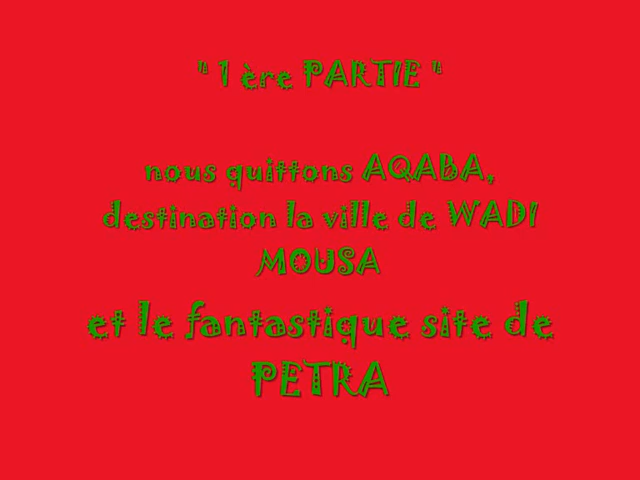 " 1 ère PARTIE "
nous quittons AQABA,
destination la ville de WADI
MOUSA
et le fantastique site de
PETRA